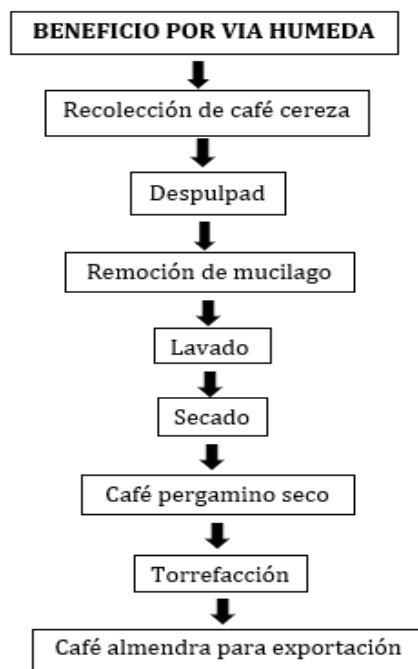 BENEFICIO POR VIA HUMEDA
Recolección de café cereza
Despulpad
Remoción de mucilago
Lavado
Secado
Café pergamino seco
Torrefacción
Café almendra para exportación